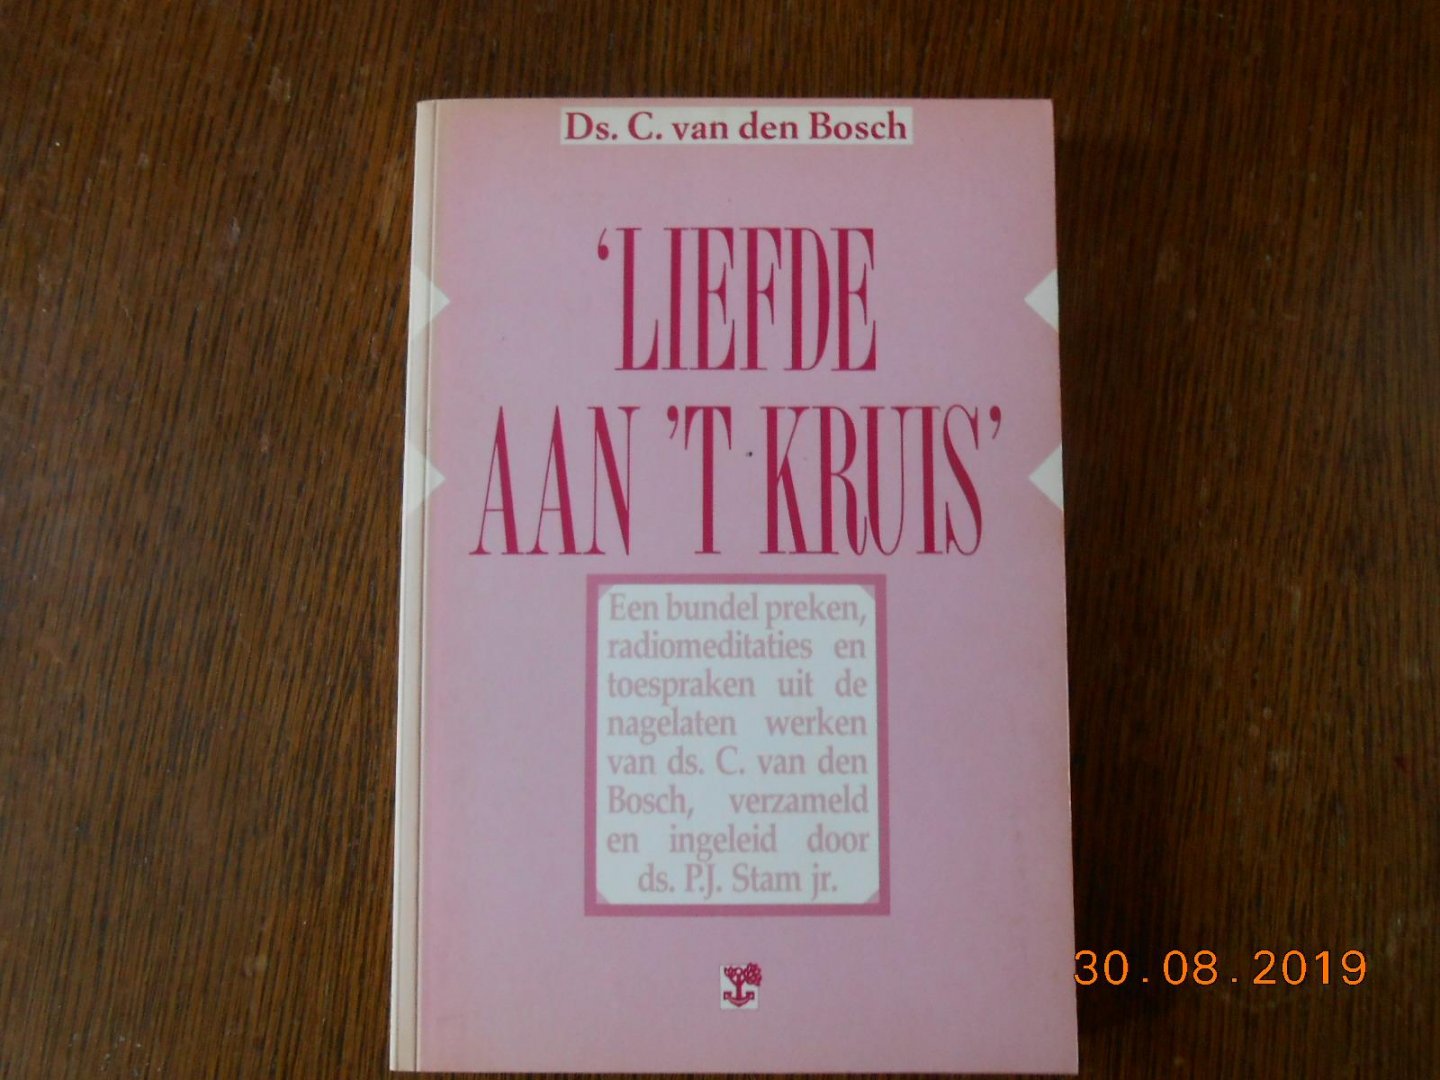 Ds. C. van den Bosch
‘LIEFDE
AAN ’T KRUIS’
Een bundel preken,
radiomeditaties en
toespraken uit de
nagelaten werken
van ds. C. van den
Bosch, verzameld
en ingeleid door
ds. P.J. Stam jr.
30.08.2019